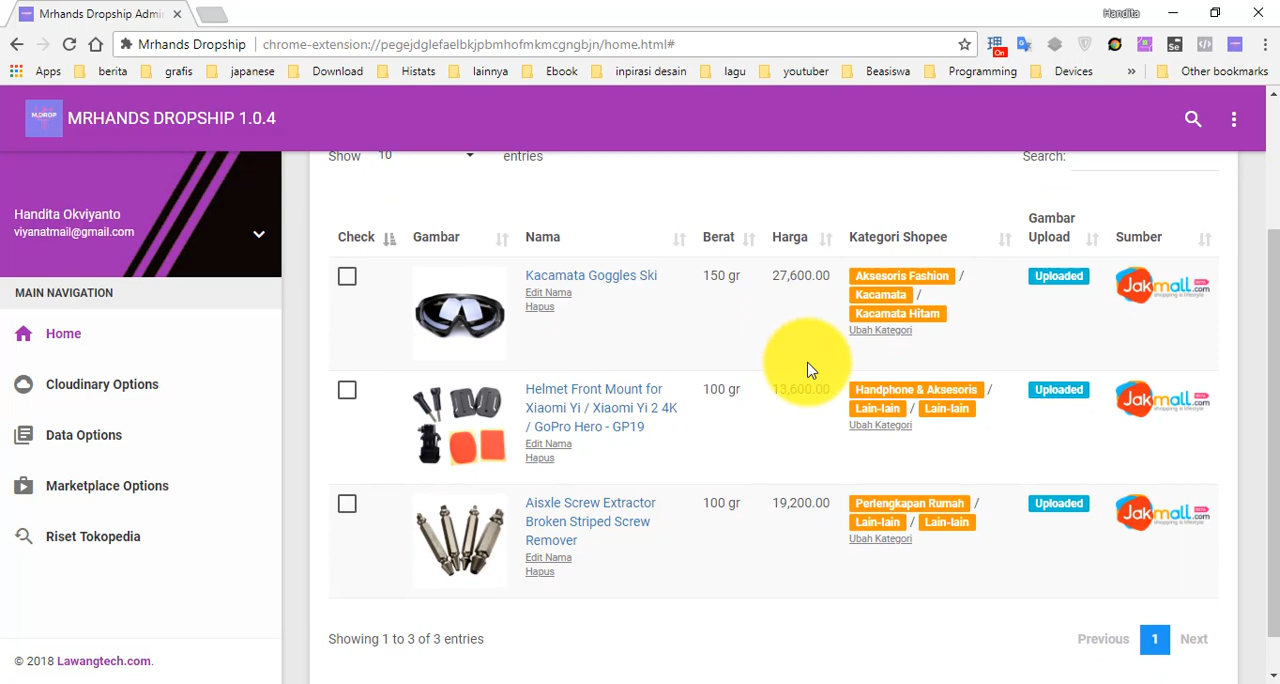 Mrhands Dropship Admi
Handita
Mrhands Dropship
chrome-extension://pegejdglefaelbkjpbmhofmkmcgngbjn/home.html#
On
Se
Apps berita grafis japanese Download Histats lainnya Ebook inpirasi desain lagu youtuber Beasiswa Programming Devices » Other bookmarks
M.DROP
MRHANDS DROPSHIP 1.0.4
Handita Okviyanto
viyanatmail@gmail.com
MAIN NAVIGATION
Home
Cloudinary Options
Data Options
Marketplace Options
Riset Tokopedia
© 2018 Lawangtech.com.
Show 10 entries
Search:
Check Gambar Nama Berat Harga Kategori Shopee Gambar Upload Sumber
Kacamata Goggles Ski
Edit Nama
Hapus
150 gr
27,600.00
Aksesoris Fashion /
Kacamata /
Kacamata Hitam
Ubah Kategori
Uploaded
Jakmall.com
Helmet Front Mount for
Xiaomi Yi / Xiaomi Yi 2 4K
/ GoPro Hero - GP19
Edit Nama
Hapus
100 gr
13,600.00
Handphone & Aksesoris /
Lain-lain / Lain-lain
Ubah Kategori
Uploaded
Jakmall.com
Aisxle Screw Extractor
Broken Striped Screw
Remover
Edit Nama
Hapus
100 gr
19,200.00
Perlengkapan Rumah /
Lain-lain / Lain-lain
Ubah Kategori
Uploaded
Jakmall.com
Showing 1 to 3 of 3 entries
Previous 1 Next